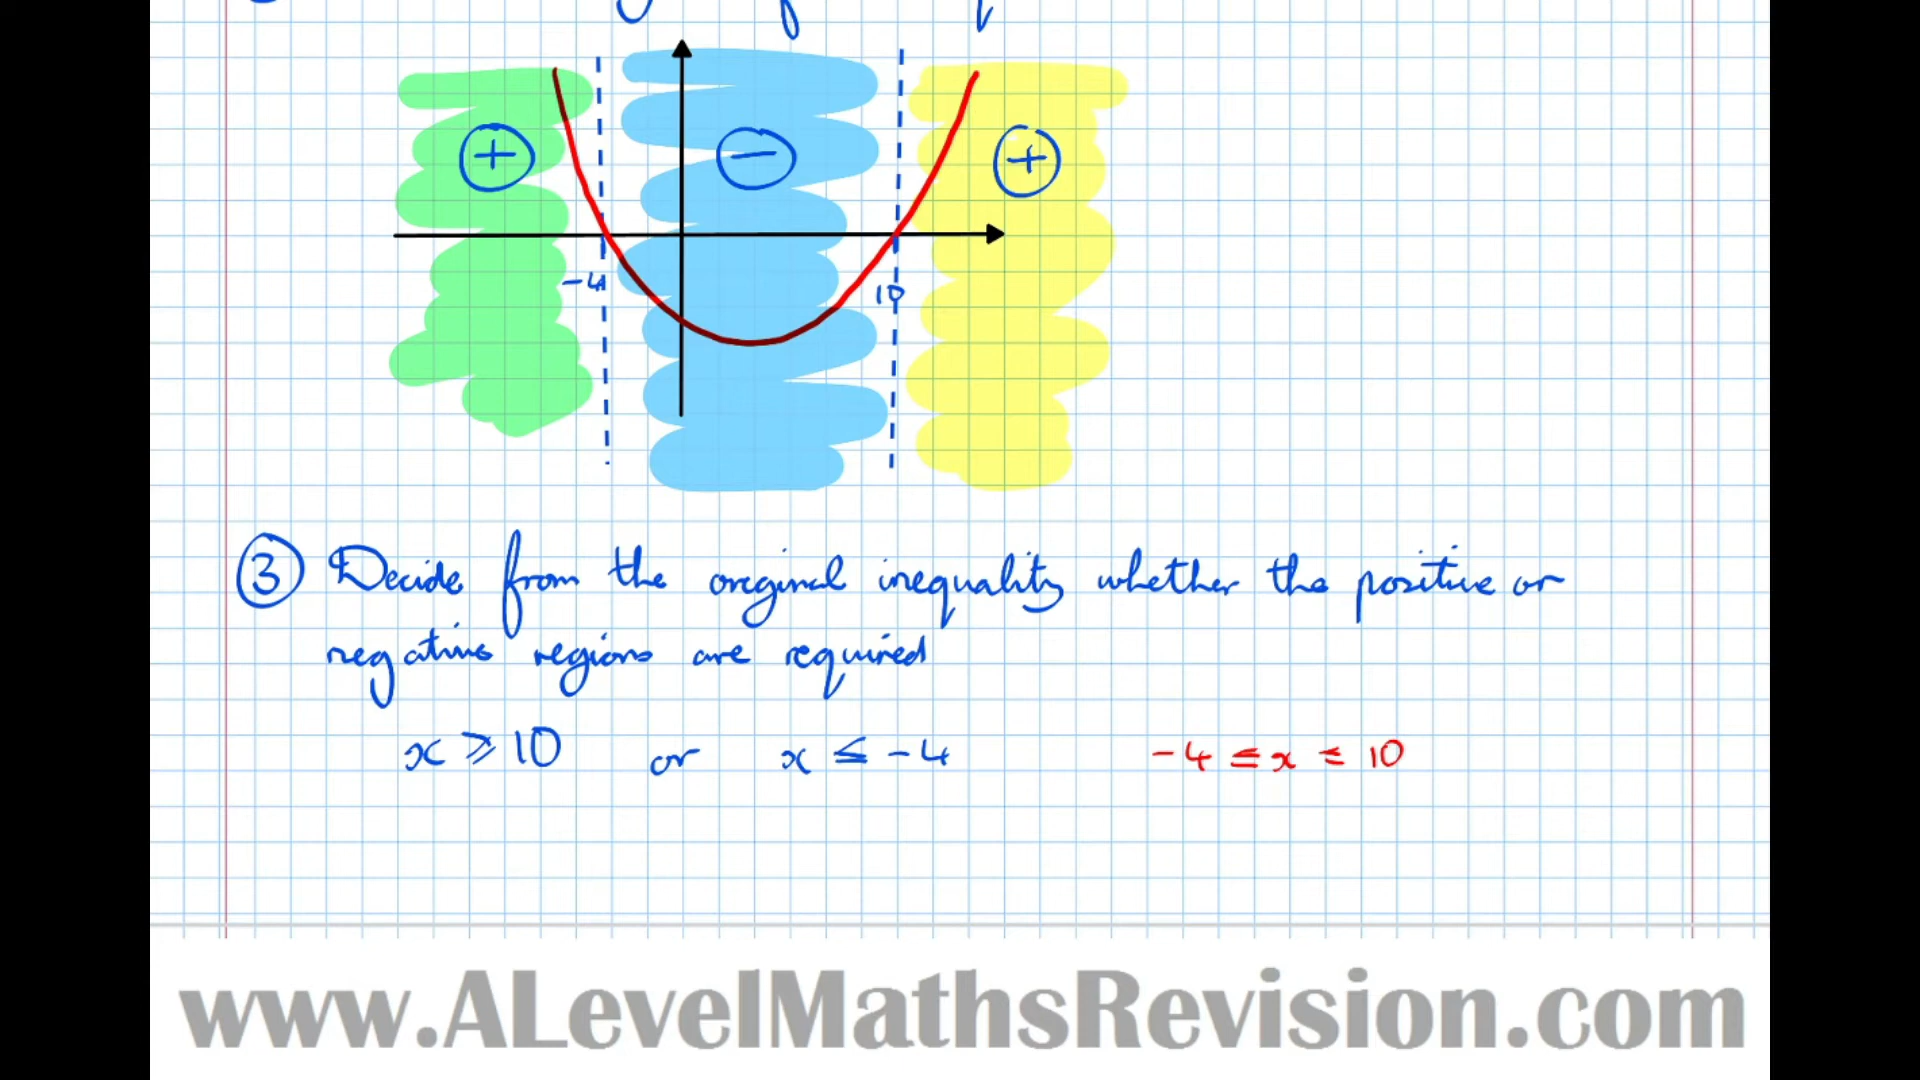 + − +
-4 10
③ Decide from the original inequality whether the positive or
negative regions are required
x ⩾ 10 or x ≤ -4 -4 ≤ x ≤ 10
www.ALevelMathsRevision.com